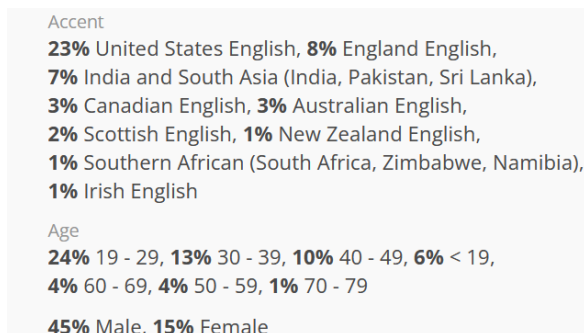 Accent
23% United States English, 8% England English,
7% India and South Asia (India, Pakistan, Sri Lanka),
3% Canadian English, 3% Australian English,
2% Scottish English, 1% New Zealand English,
1% Southern African (South Africa, Zimbabwe, Namibia),
1% Irish English
Age
24% 19 - 29, 13% 30 - 39, 10% 40 - 49, 6% < 19,
4% 60 - 69, 4% 50 - 59, 1% 70 - 79
45% Male, 15% Female